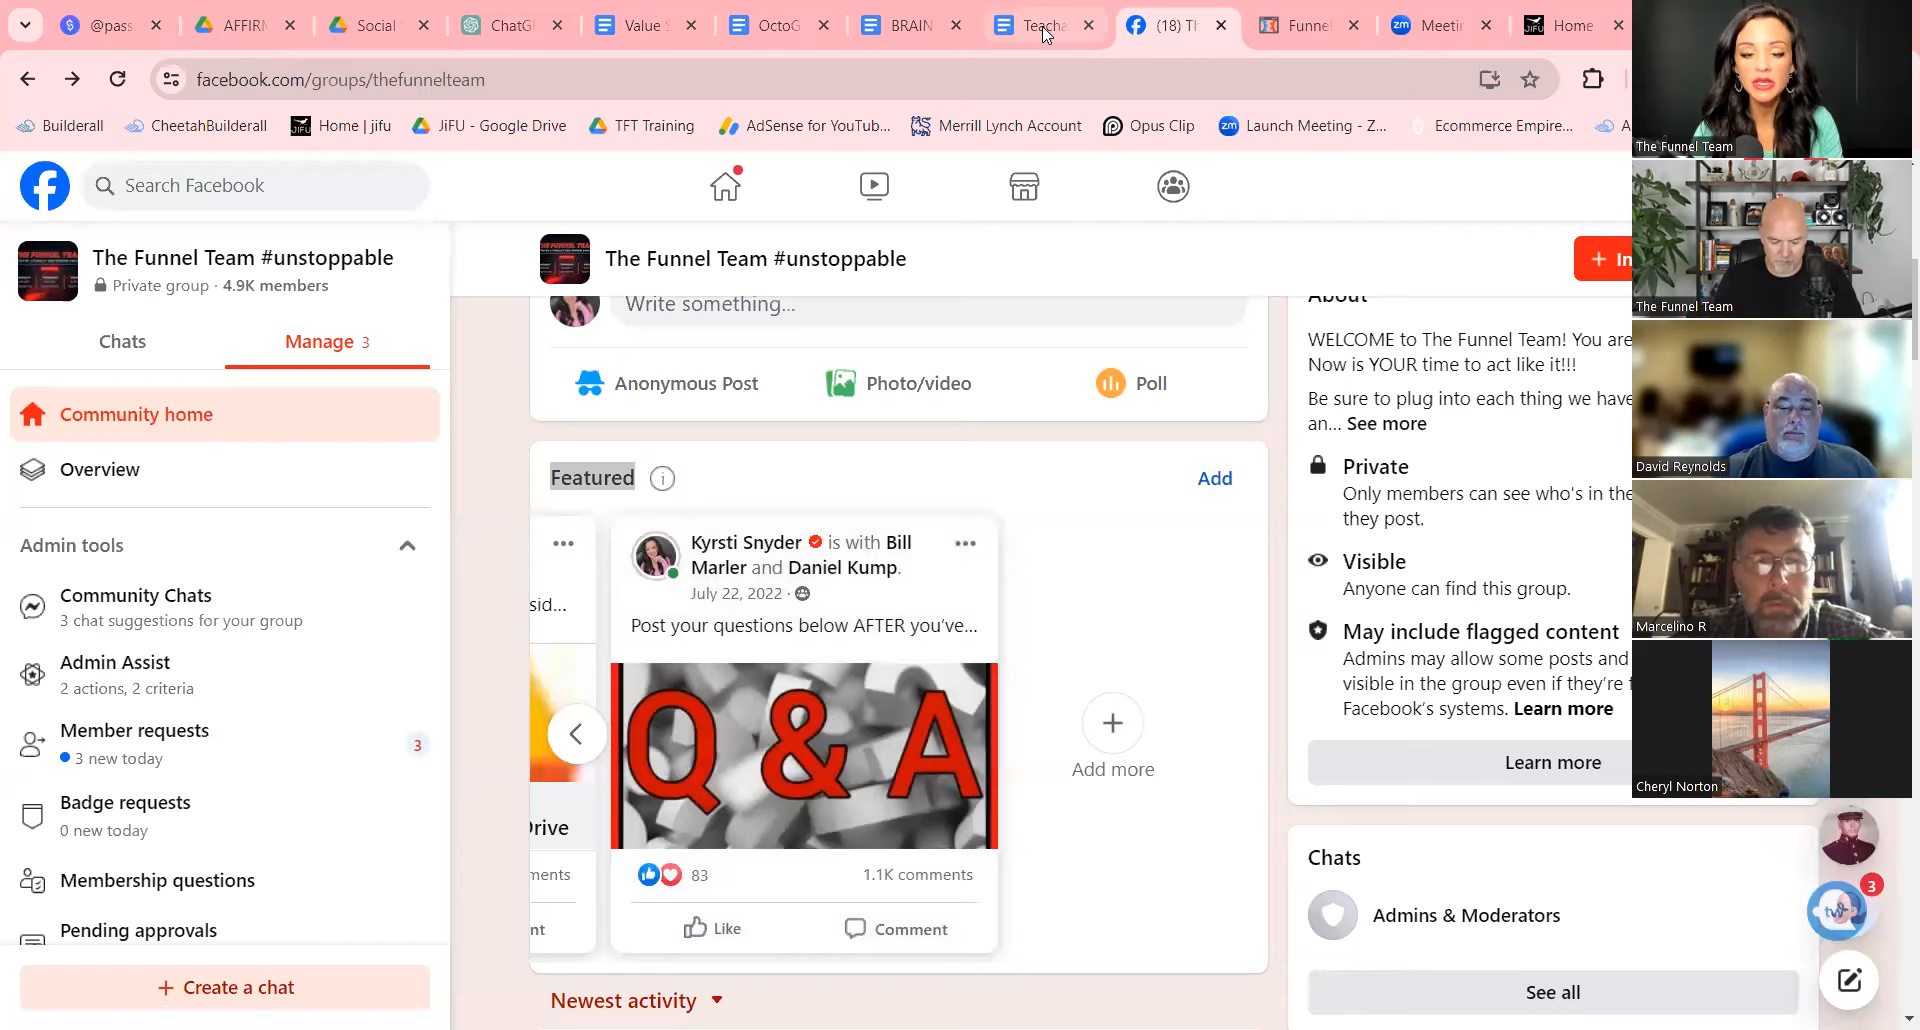 @pass
AFFIRM
Social
ChatG
Value S
OctoG
BRAIN
Teacha
(18) Th
Funnel
Meetin
Home
facebook.com/groups/thefunnelteam
Builderall
CheetahBuilderall
Home | jifu
JiFU - Google Drive
TFT Training
AdSense for YouTub...
Merrill Lynch Account
Opus Clip
Launch Meeting - Z...
Ecommerce Empire...
Search Facebook
The Funnel Team #unstoppable
Private group · 4.9K members
Chats
Manage 3
Community home
Overview
Admin tools
Community Chats
3 chat suggestions for your group
Admin Assist
2 actions, 2 criteria
Member requests
3 new today
3
Badge requests
0 new today
Membership questions
Pending approvals
+ Create a chat
The Funnel Team #unstoppable
+ In
Write something...
Anonymous Post
Photo/video
Poll
Featured
Add
sid...
Drive
ments
nt
Kyrsti Snyder is with Bill
Marler and Daniel Kump.
July 22, 2022 ·
Post your questions below AFTER you've...
Q & A
83
1.1K comments
Like
Comment
Add more
Newest activity
About
WELCOME to The Funnel Team! You are
Now is YOUR time to act like it!!!
Be sure to plug into each thing we have
an... See more
Private
Only members can see who's in the
they post.
Visible
Anyone can find this group.
May include flagged content
Admins may allow some posts and
visible in the group even if they're f
Facebook's systems. Learn more
Learn more
Chats
Admins & Moderators
See all
3
The Funnel Team
The Funnel Team
David Reynolds
Marcelino R
Cheryl Norton